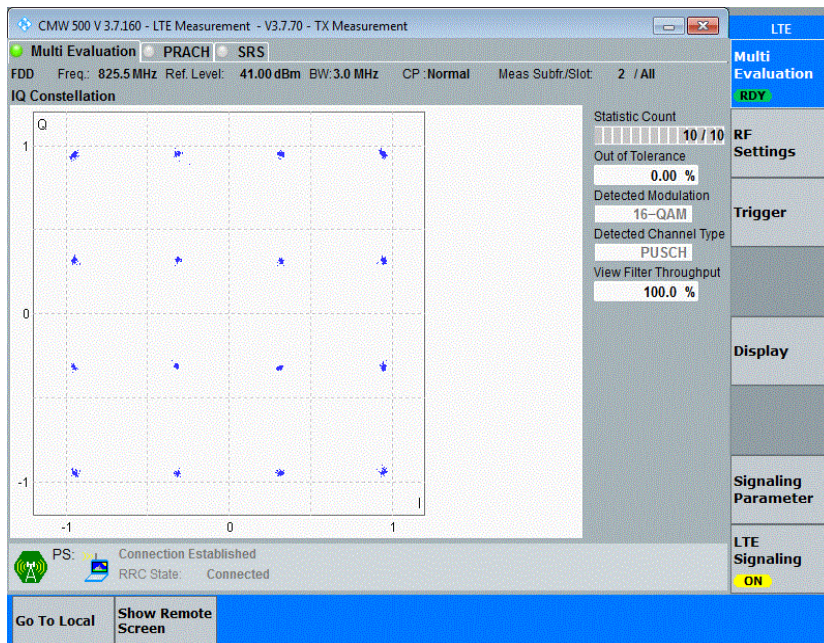 CMW 500 V 3.7.160 - LTE Measurement - V3.7.70 - TX Measurement
Multi Evaluation PRACH SRS
FDD Freg.: 825.5 MHz Ref. Level: 41.00 dBm BW: 3.0 MHz CP : Normal Meas Subfr./Slot: 2 / All
IQ Constellation
Q
1
0
-1
I
-1 0 1
Statistic Count
10 / 10
Out of Tolerance
0.00 %
Detected Modulation
16-QAM
Detected Channel Type
PUSCH
View Filter Throughput
100.0 %
LTE
Multi
Evaluation
RDY
RF
Settings
Trigger
Display
Signaling
Parameter
LTE
Signaling
ON
PS: Connection Established
RRC State: Connected
Go To Local
Show Remote
Screen